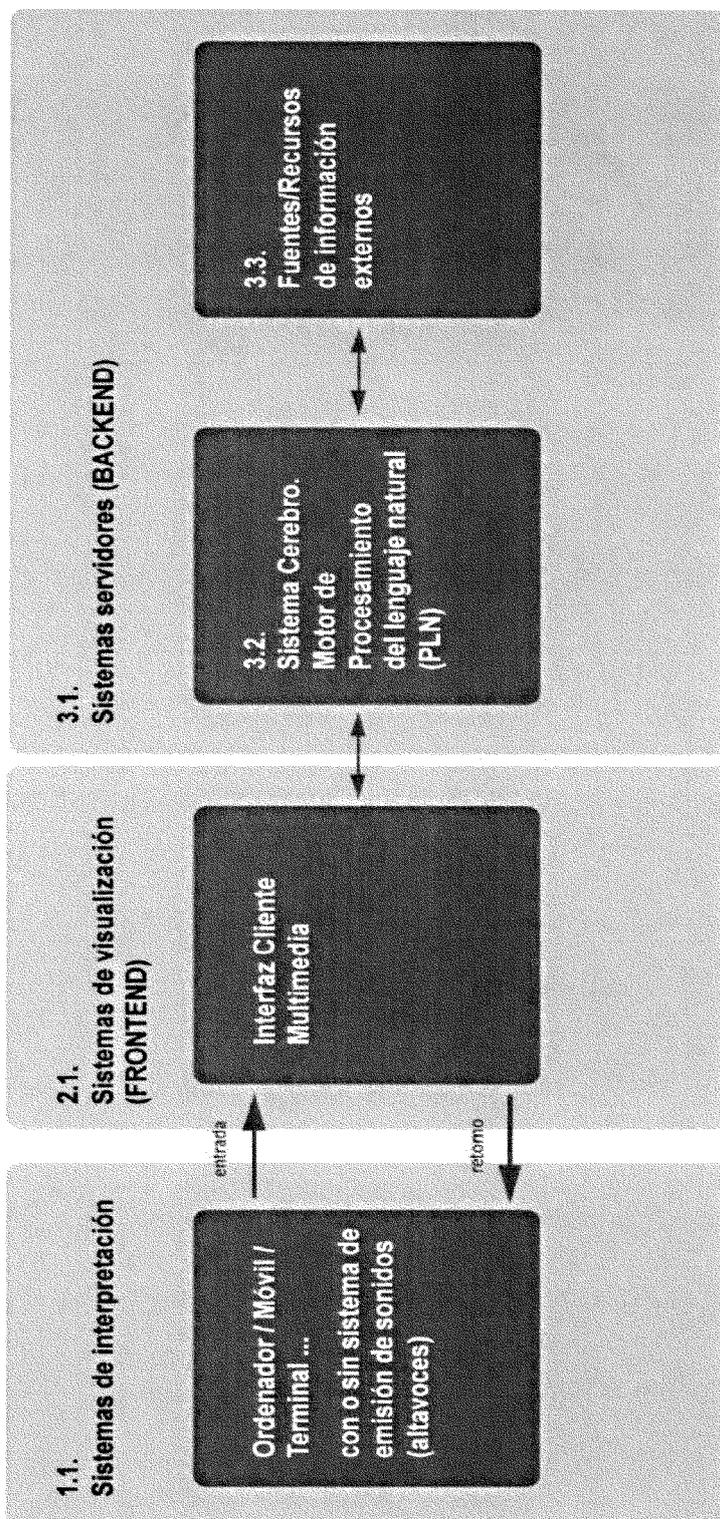 1.1.
Sistemas de interpretación
Ordenador / Móvil /
Terminal ...
con o sin sistema de
emisión de sonidos
(altavoces)
entrada
retorno
2.1.
Sistemas de visualización
(FRONTEND)
Interfaz Cliente
Multimedia
3.1.
Sistemas servidores (BACKEND)
3.2.
Sistema Cerebro.
Motor de
Procesamiento
del lenguaje natural
(PLN)
3.3.
Fuentes/Recursos
de información
externos